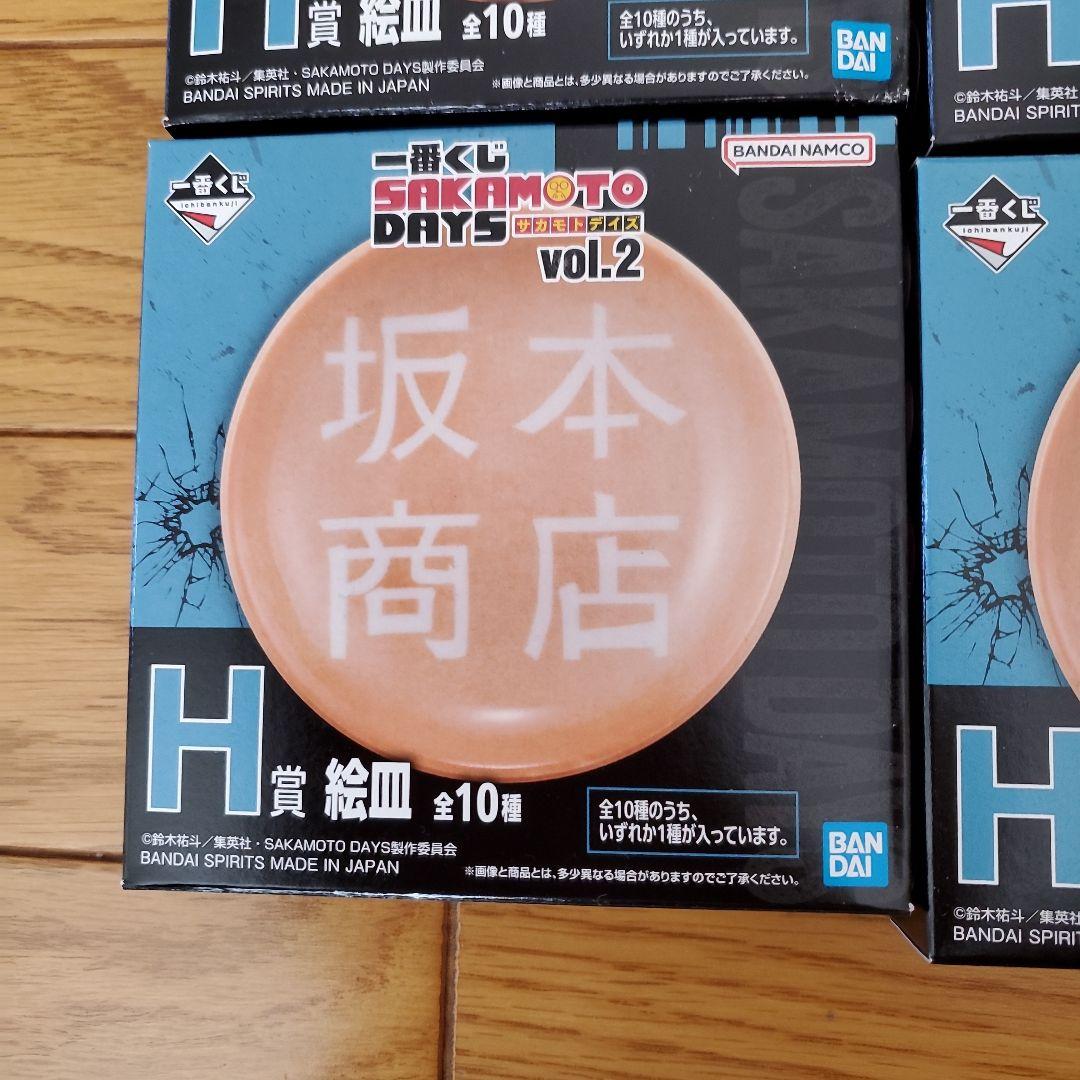 H賞 絵皿 全10種
全10種のうち、
いずれか1種が入っています。
BAN
DAI
©鈴木祐斗／集英社・SAKAMOTO DAYS製作委員会
BANDAI SPIRITS MADE IN JAPAN
※画像と商品とは、多少異なる場合がありますのでご了承ください。
H
©鈴木祐斗／集英社
BANDAI SPIRIT
一番くじ
ichibankuji
一番くじ
SAKAMOTO
DAYS サカモトデイズ
vol.2
BANDAI NAMCO
SAKAMOTO
坂本
商店
H賞 絵皿 全10種
全10種のうち、
いずれか1種が入っています。
BAN
DAI
©鈴木祐斗／集英社・SAKAMOTO DAYS製作委員会
BANDAI SPIRITS MADE IN JAPAN
※画像と商品とは、多少異なる場合がありますのでご了承ください。
一番くじ
ichibankuji
H
©鈴木祐斗／集英社
BANDAI SPIRIT